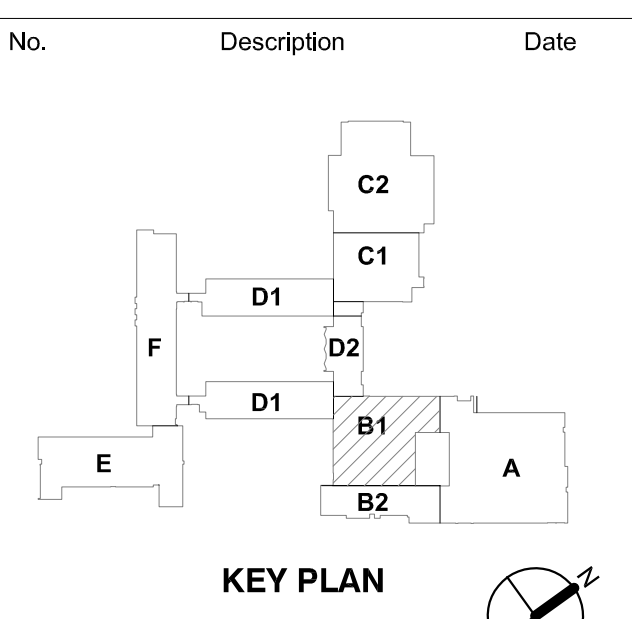 No. Description Date
C2
C1
D1
F
D2
D1
B1
E
A
B2
KEY PLAN
N